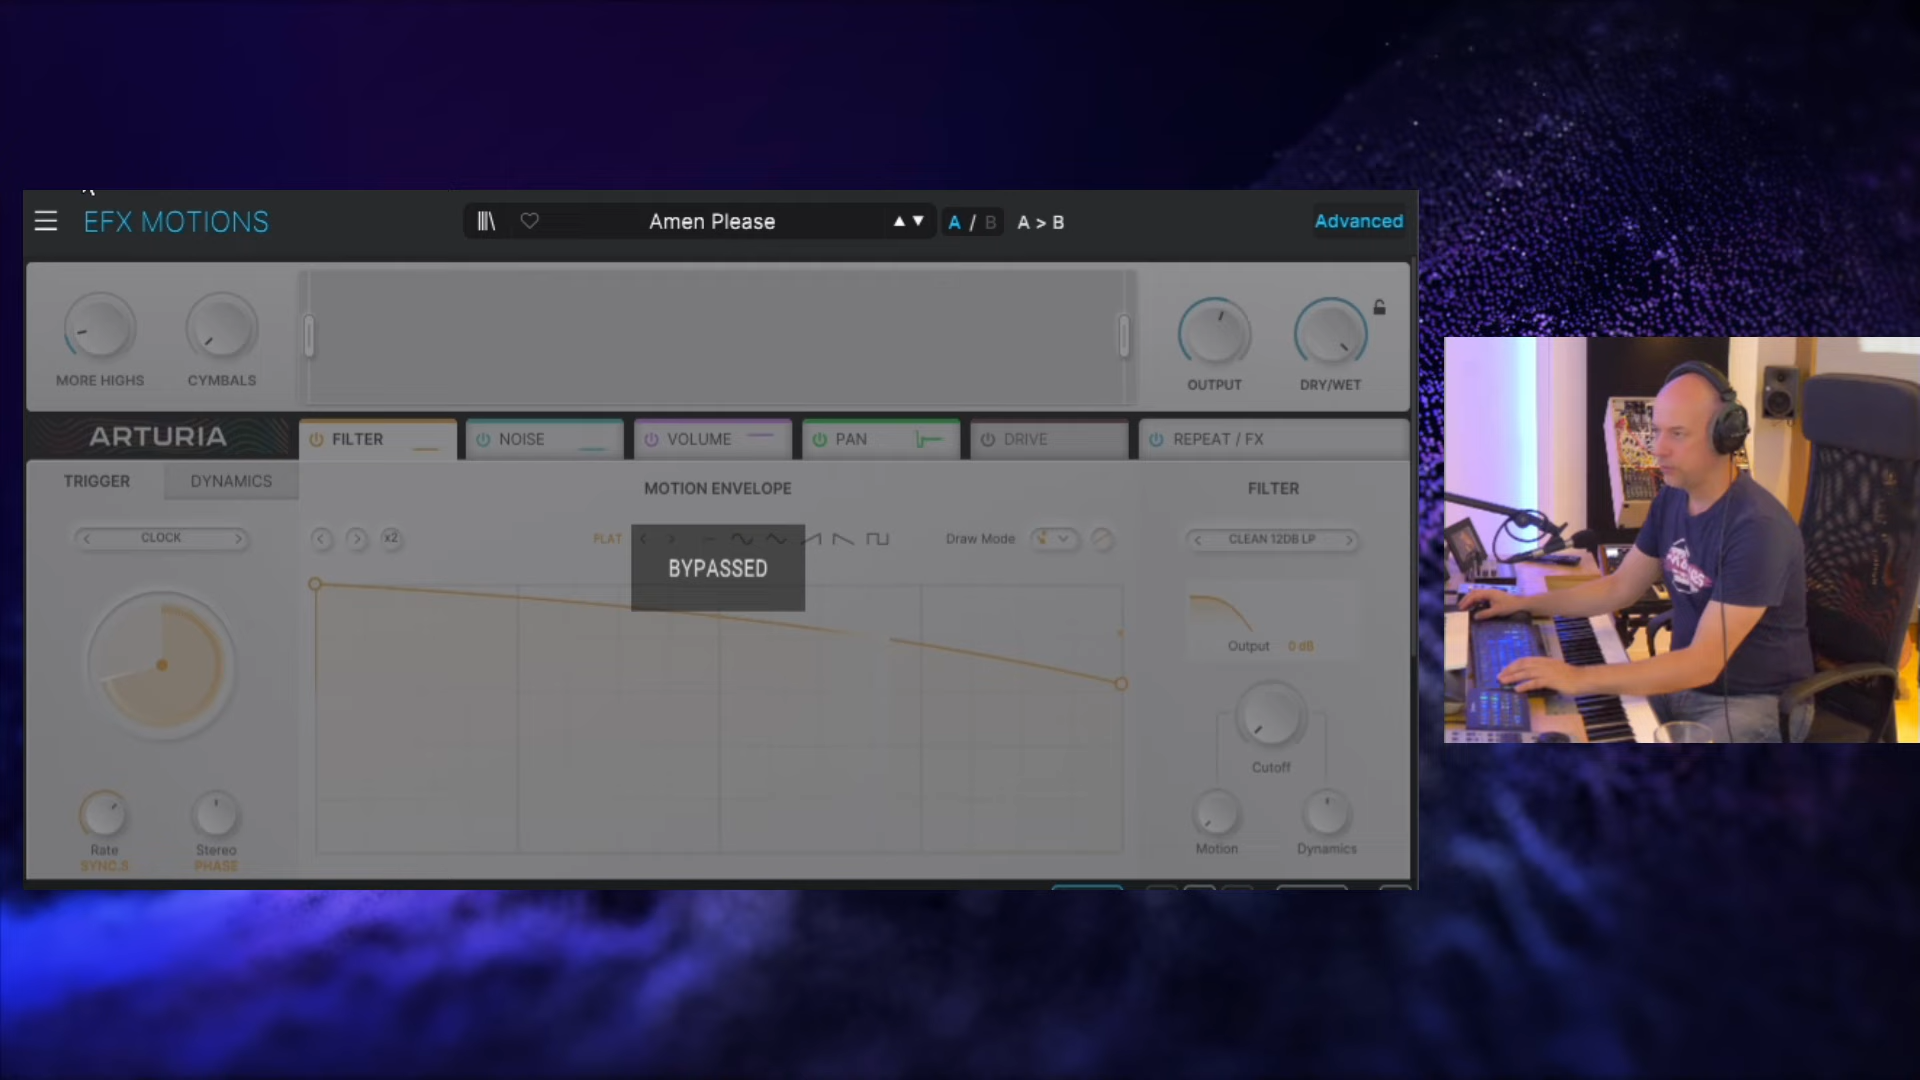 EFX MOTIONS
Amen Please
A / B
A > B
Advanced
MORE HIGHS
CYMBALS
OUTPUT
DRY/WET
ARTURIA
FILTER
NOISE
VOLUME
PAN
DRIVE
REPEAT / FX
TRIGGER
DYNAMICS
MOTION ENVELOPE
FILTER
CLOCK
x2
FLAT
Draw Mode
CLEAN 12DB LP
BYPASSED
Output 0 dB
Cutoff
Rate
SYNC.S
Stereo
PHASE
Motion
Dynamics